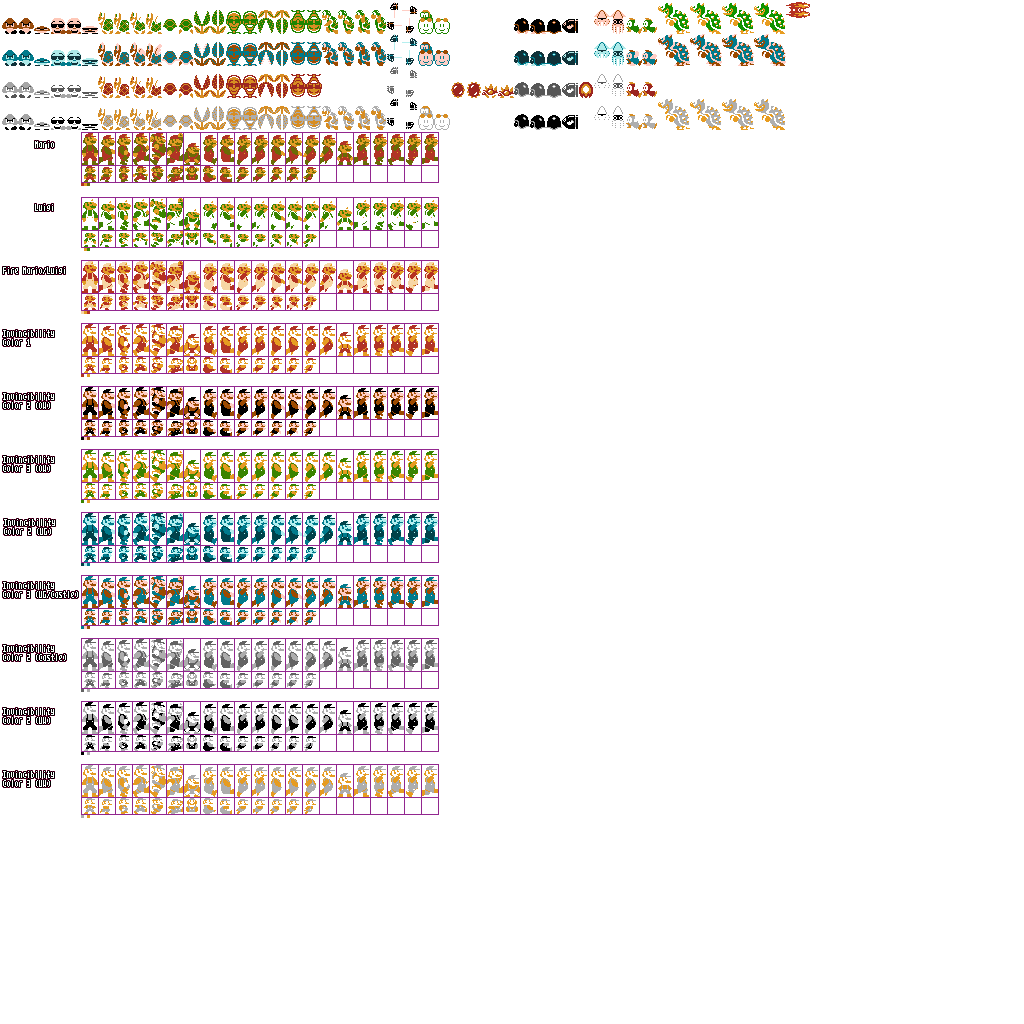 Mario
Luigi
Fire Mario/Luigi
Invincibility
Color 1
Invincibility
Color 2 (OW)
Invincibility
Color 3 (OW)
Invincibility
Color 2 (UG)
Invincibility
Color 3 (UG/Castle)
Invincibility
Color 2 (Castle)
Invincibility
Color 2 (UW)
Invincibility
Color 3 (UW)